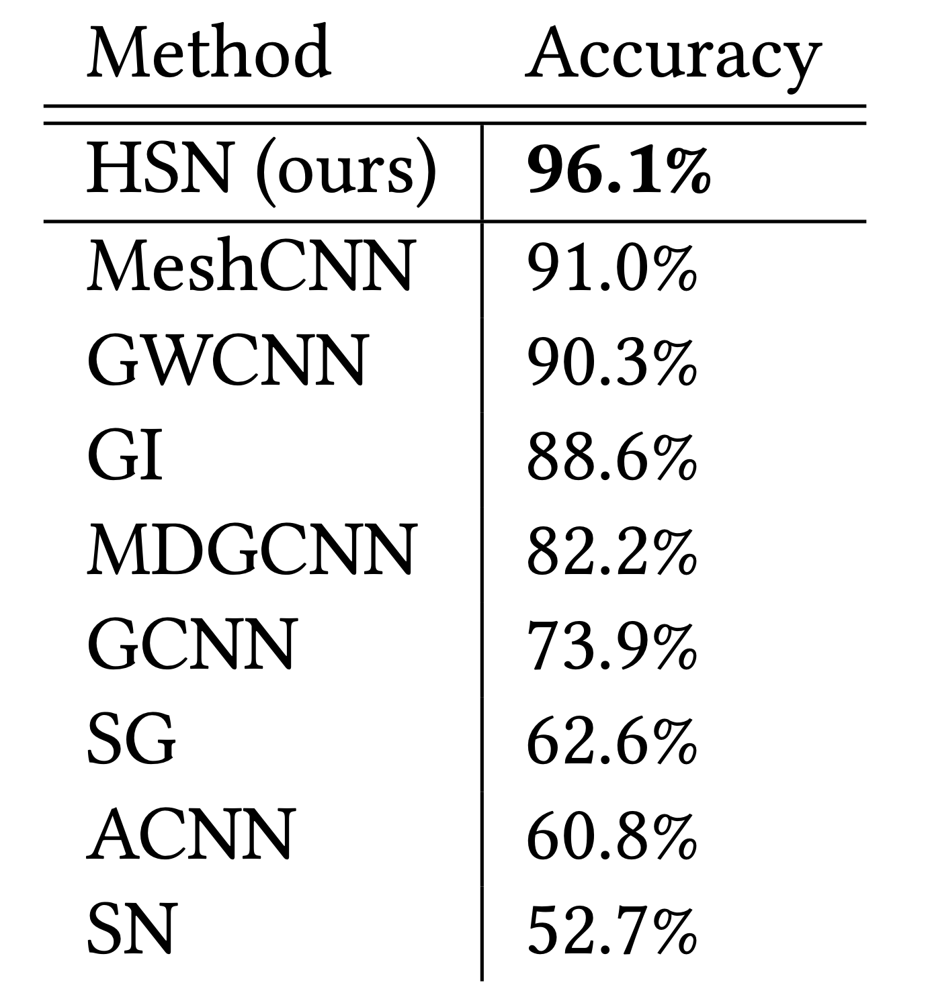 Method Accuracy
HSN (ours) 96.1%
MeshCNN 91.0%
GWCNN 90.3%
GI 88.6%
MDGCNN 82.2%
GCNN 73.9%
SG 62.6%
ACNN 60.8%
SN 52.7%